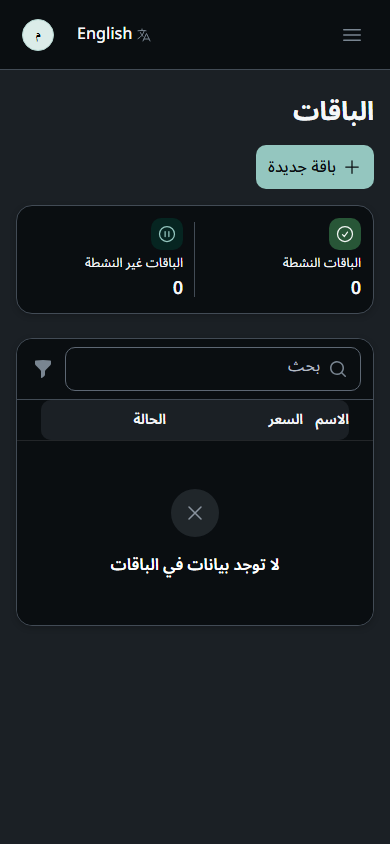 English
م
الباقات
باقة جديدة
الباقات النشطة
0
الباقات غير النشطة
0
بحث
الاسم السعر الحالة
لا توجد بيانات في الباقات